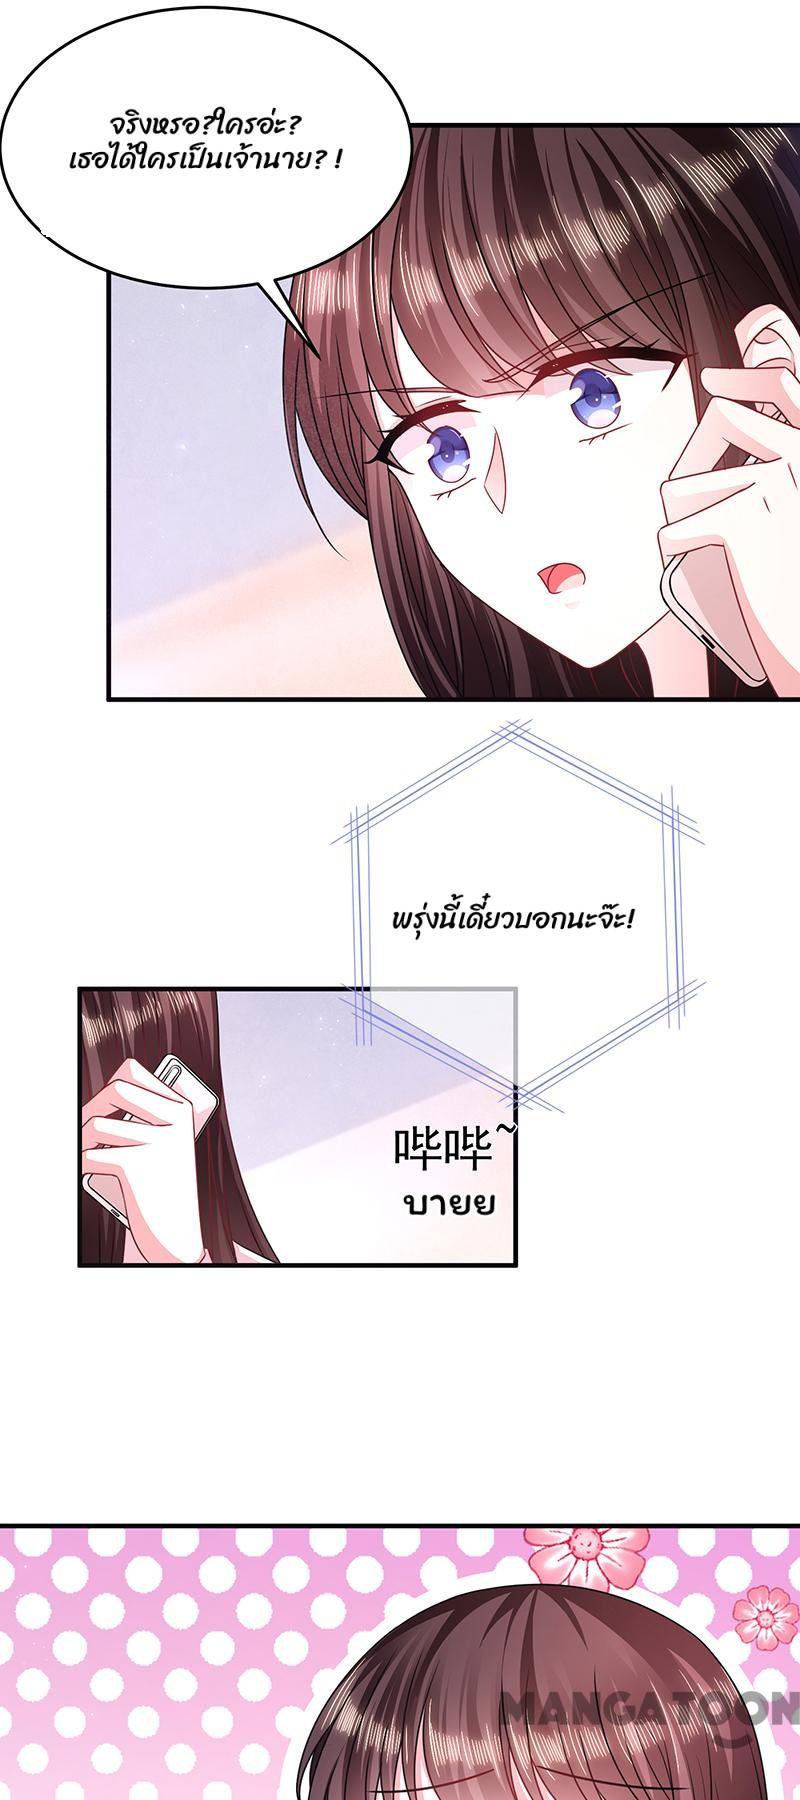 จริงหรอ?ใครอ่ะ?
เธอได้ใครเป็นเจ้านาย?!
พรุ่งนี้เดี๋ยวบอกนะจ๊ะ!
哔哔~
บายย
MANGATOON